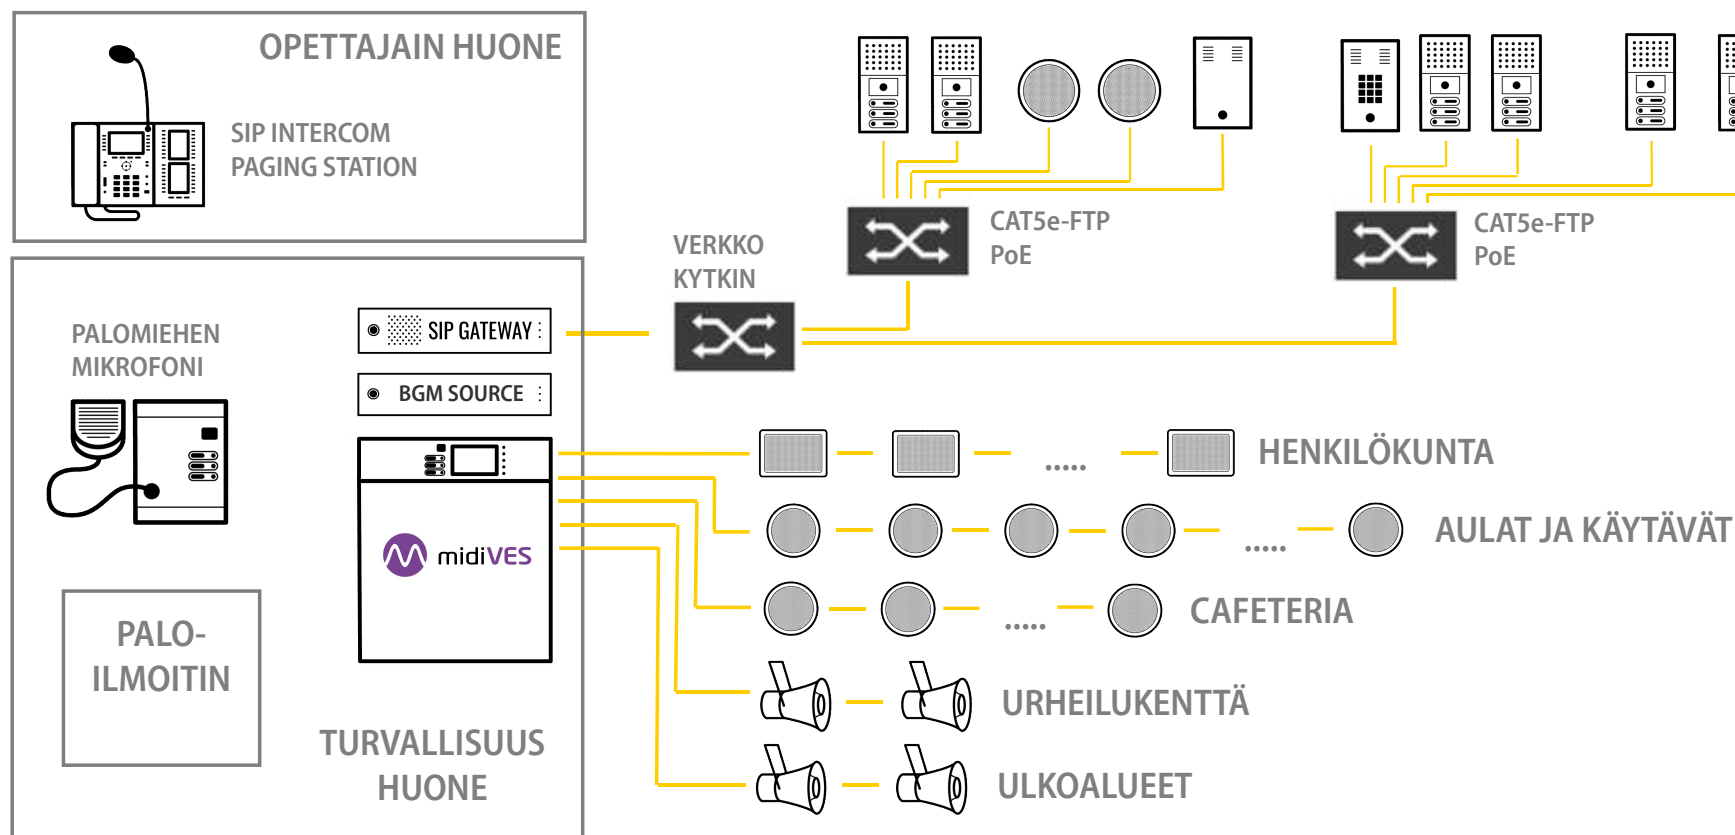 OPETTAJAIN HUONE
SIP INTERCOM
PAGING STATION
CAT5e-FTP
PoE
CAT5e-FTP
PoE
VERKKO
KYTKIN
PALOMIEHEN
MIKROFONI
SIP GATEWAY
BGM SOURCE
midiVES
PALO-
ILMOITIN
TURVALLISUUS
HUONE
HENKILÖKUNTA
AULAT JA KÄYTÄVÄT
CAFETERIA
URHEILUKENTTÄ
ULKOALUEET